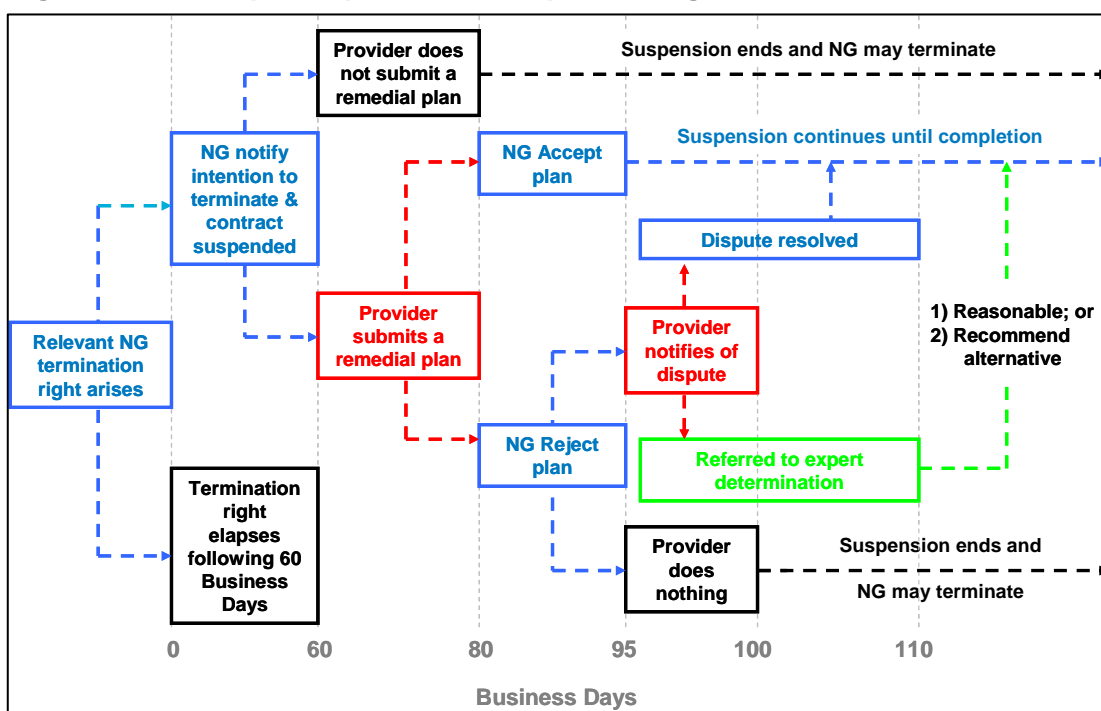 Provider does
not submit a
remedial plan
Suspension ends and NG may terminate
NG notify
intention to
terminate &
contract
suspended
NG Accept
plan
Suspension continues until completion
Dispute resolved
Relevant NG
termination
right arises
Provider
submits a
remedial plan
Provider
notifies of
dispute
1) Reasonable; or
2) Recommend
alternative
NG Reject
plan
Referred to expert
determination
Termination
right
elapses
following 60
Business
Days
Provider
does
nothing
Suspension ends and
NG may terminate
0 60 80 95 100 110
Business Days